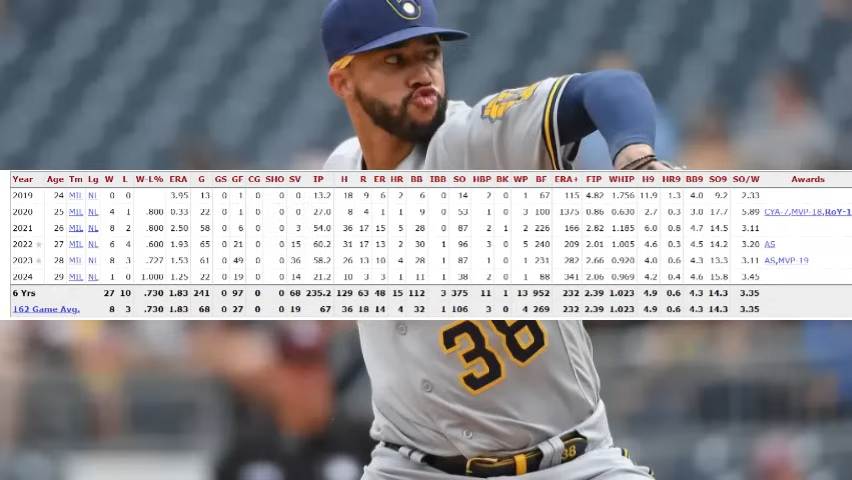 Year Age Tm Lg W L W-L% ERA G GS GF CG SHO SV IP H R ER HR BB IBB SO HBP BK WP BF ERA+ FIP WHIP H9 HR9 BB9 SO9 SO/W Awards
2019 24 MIL NL 0 0 3.95 13 0 1 0 0 0 13.2 18 9 6 2 6 0 14 2 0 1 67 115 4.82 1.756 11.9 1.3 4.0 9.2 2.33
2020 25 MIL NL 4 1 .800 0.33 22 0 1 0 0 0 27.0 8 4 1 1 9 0 53 1 0 3 100 1375 0.86 0.630 2.7 0.3 3.0 17.7 5.89 CYA-7,MVP-18,RoY-1
2021 26 MIL NL 8 2 .800 2.50 58 0 6 0 0 3 54.0 36 17 15 5 28 0 87 2 1 2 226 166 2.82 1.185 6.0 0.8 4.7 14.5 3.11
2022 27 MIL NL 6 4 .600 1.93 65 0 21 0 0 15 60.2 31 17 13 2 30 1 96 3 0 5 240 209 2.01 1.005 4.6 0.3 4.5 14.2 3.20 AS
2023 28 MIL NL 8 3 .727 1.53 61 0 49 0 0 36 58.2 26 13 10 4 28 1 87 1 0 1 231 282 2.66 0.920 4.0 0.6 4.3 13.3 3.11 AS,MVP-19
2024 29 MIL NL 1 0 1.000 1.25 22 0 19 0 0 14 21.2 10 3 3 1 11 1 38 2 0 1 88 341 2.06 0.969 4.2 0.4 4.6 15.8 3.45
6 Yrs 27 10 .730 1.83 241 0 97 0 0 68 235.2 129 63 48 15 112 3 375 11 1 13 952 232 2.39 1.023 4.9 0.6 4.3 14.3 3.35
162 Game Avg. 8 3 .730 1.83 68 0 27 0 0 19 67 36 18 14 4 32 1 106 3 0 4 269 232 2.39 1.023 4.9 0.6 4.3 14.3 3.35
38
38